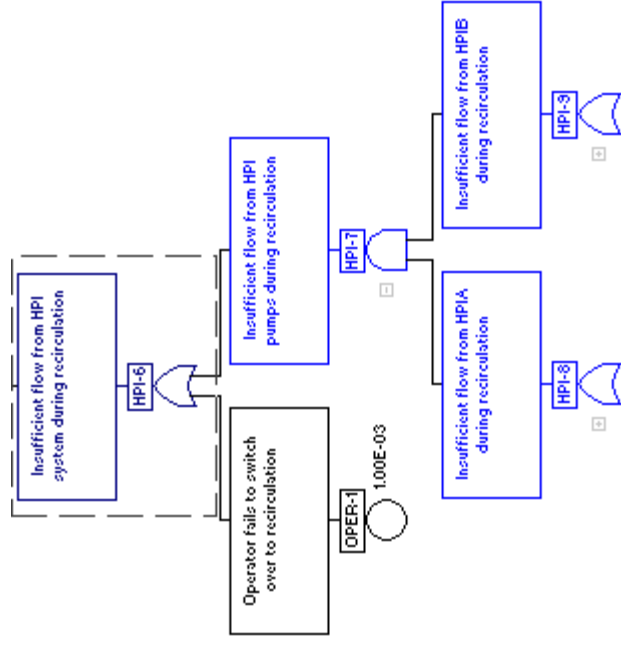 Insufficient flow from HPI
system during recirculation
HPI-6
Operator fails to switch
over to recirculation
OPER-1
1.00E-03
Insufficient flow from HPI
pumps during recirculation
HPI-7
Insufficient flow from HPIA
during recirculation
HPI-8
Insufficient flow from HPIB
during recirculation
HPI-9